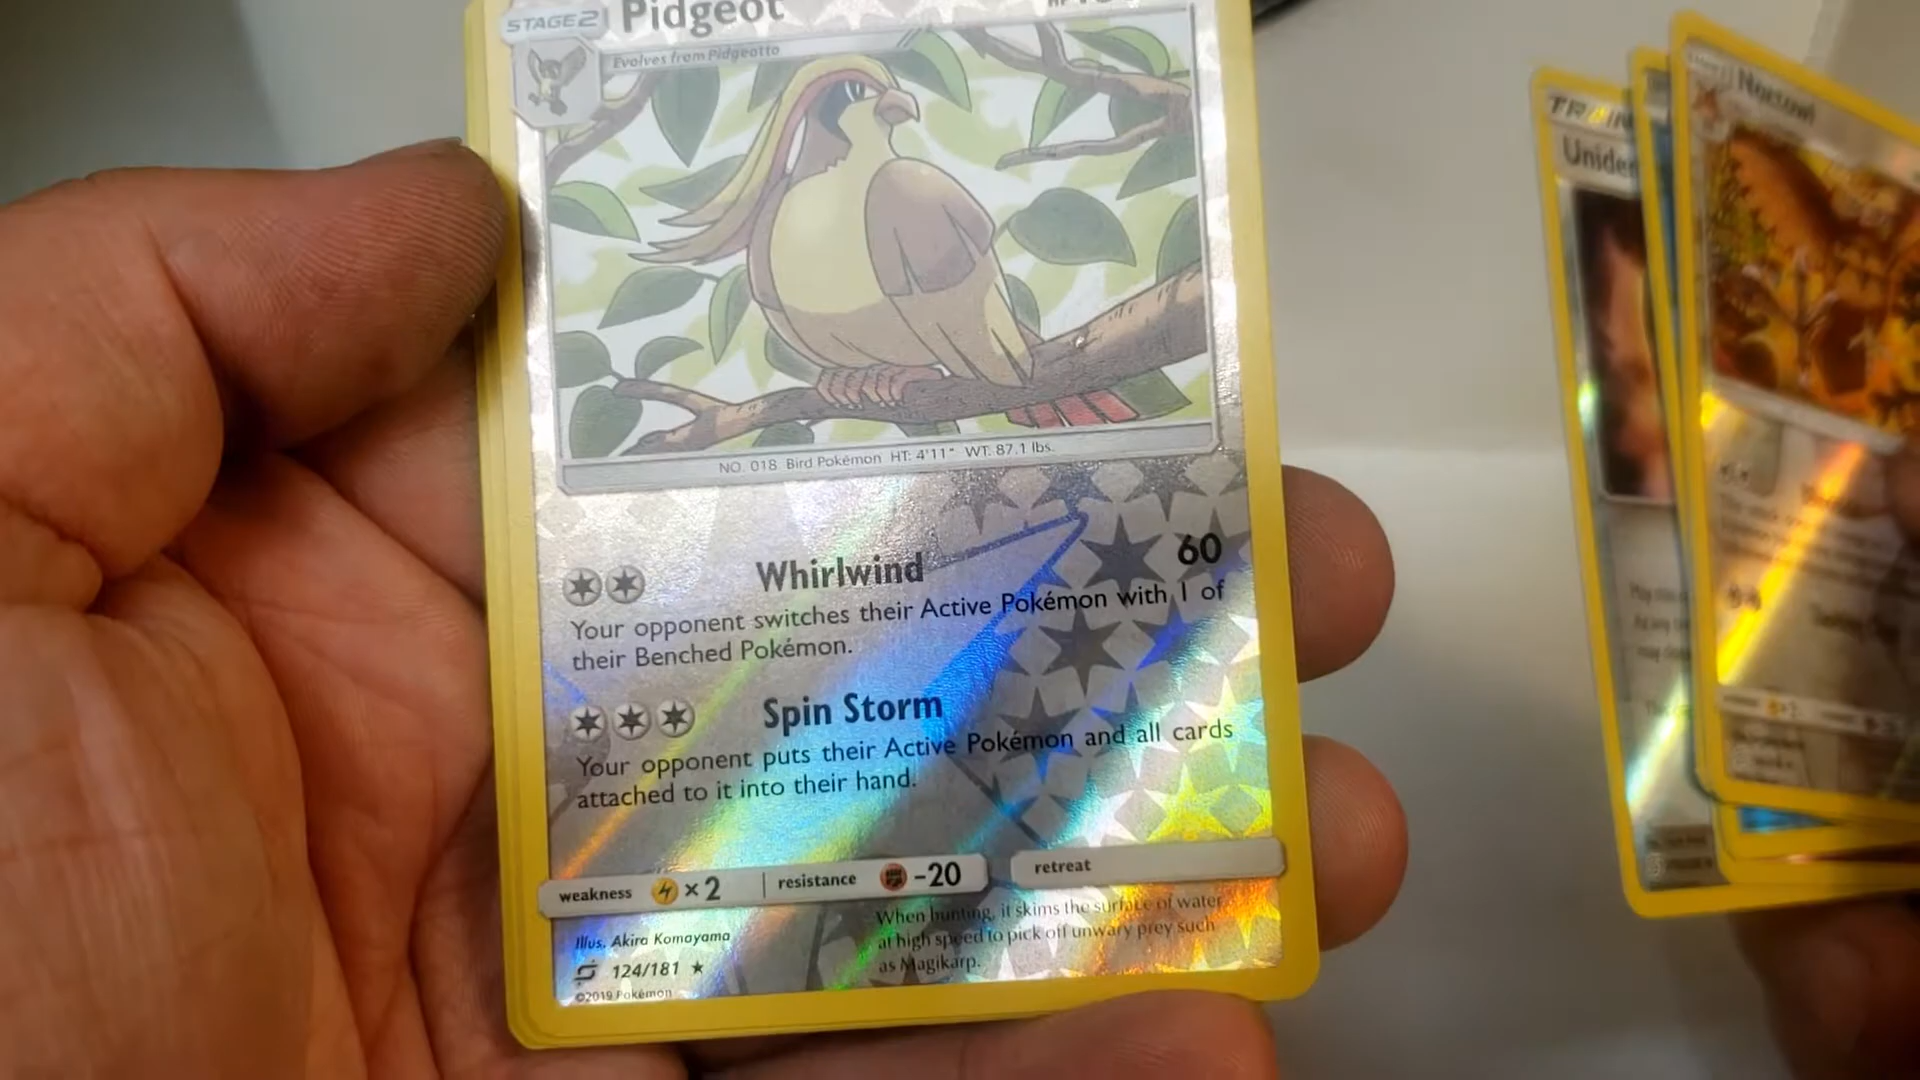 STAGE 2
Pidgeot
Evolves from Pidgeotto
NO. 018 Bird Pokémon HT: 4'11" WT: 87.1 lbs.
Whirlwind
60
Your opponent switches their Active Pokémon with 1 of
their Benched Pokémon.
Spin Storm
Your opponent puts their Active Pokémon and all cards
attached to it into their hand.
weakness ×2 resistance -20 retreat
When hunting, it skims the surface of water
at high speed to pick off unwary prey such
as Magikarp.
Illus. Akira Komayama
124/181 ★
©2019 Pokémon
TRAIN
Uniden
Noctowl